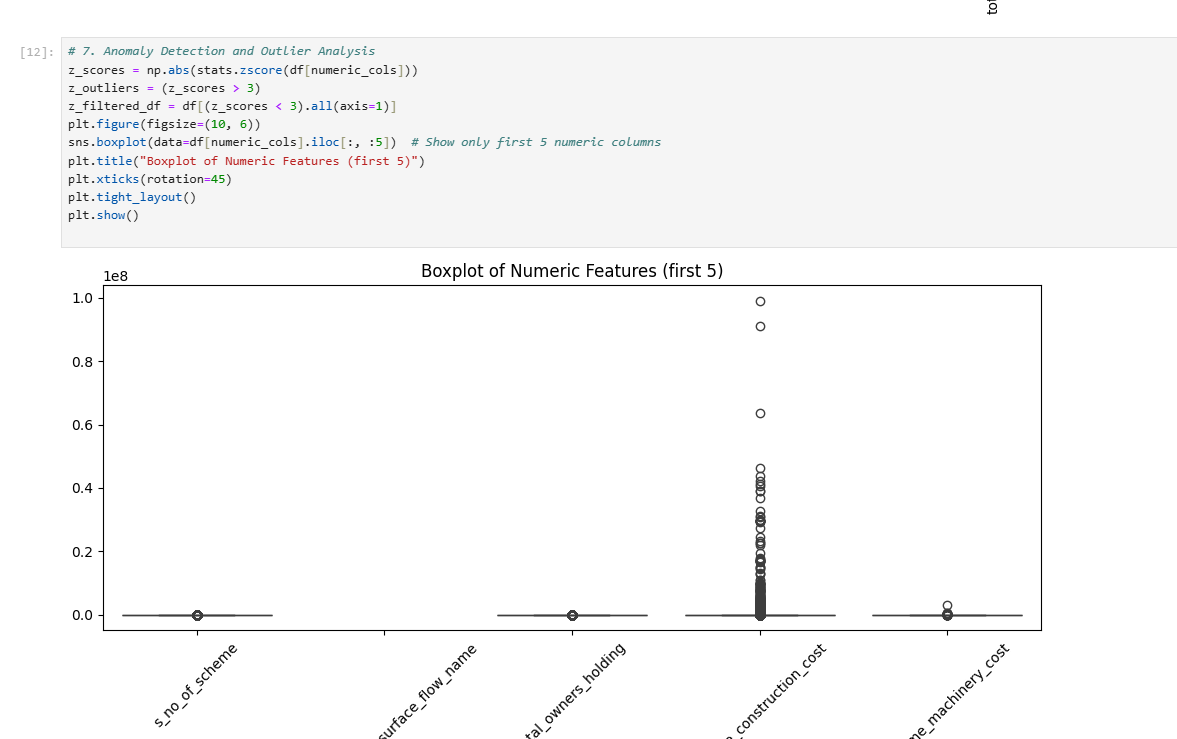 tot
[12]:
# 7. Anomaly Detection and Outlier Analysis
z_scores = np.abs(stats.zscore(df[numeric_cols]))
z_outliers = (z_scores > 3)
z_filtered_df = df[(z_scores < 3).all(axis=1)]
plt.figure(figsize=(10, 6))
sns.boxplot(data=df[numeric_cols].iloc[:, :5])  # Show only first 5 numeric columns
plt.title("Boxplot of Numeric Features (first 5)")
plt.xticks(rotation=45)
plt.tight_layout()
plt.show()
Boxplot of Numeric Features (first 5)
1e8
1.0
0.8
0.6
0.4
0.2
0.0
s_no_of_scheme
surface_flow_name
tal_owners_holding
_construction_cost
me_machinery_cost